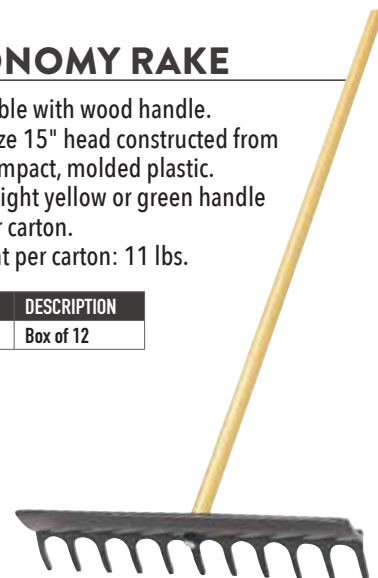 ONOMY RAKE
ble with wood handle.
ze 15" head constructed from
mpact, molded plastic.
ight yellow or green handle
r carton.
t per carton: 11 lbs.
DESCRIPTION
Box of 12